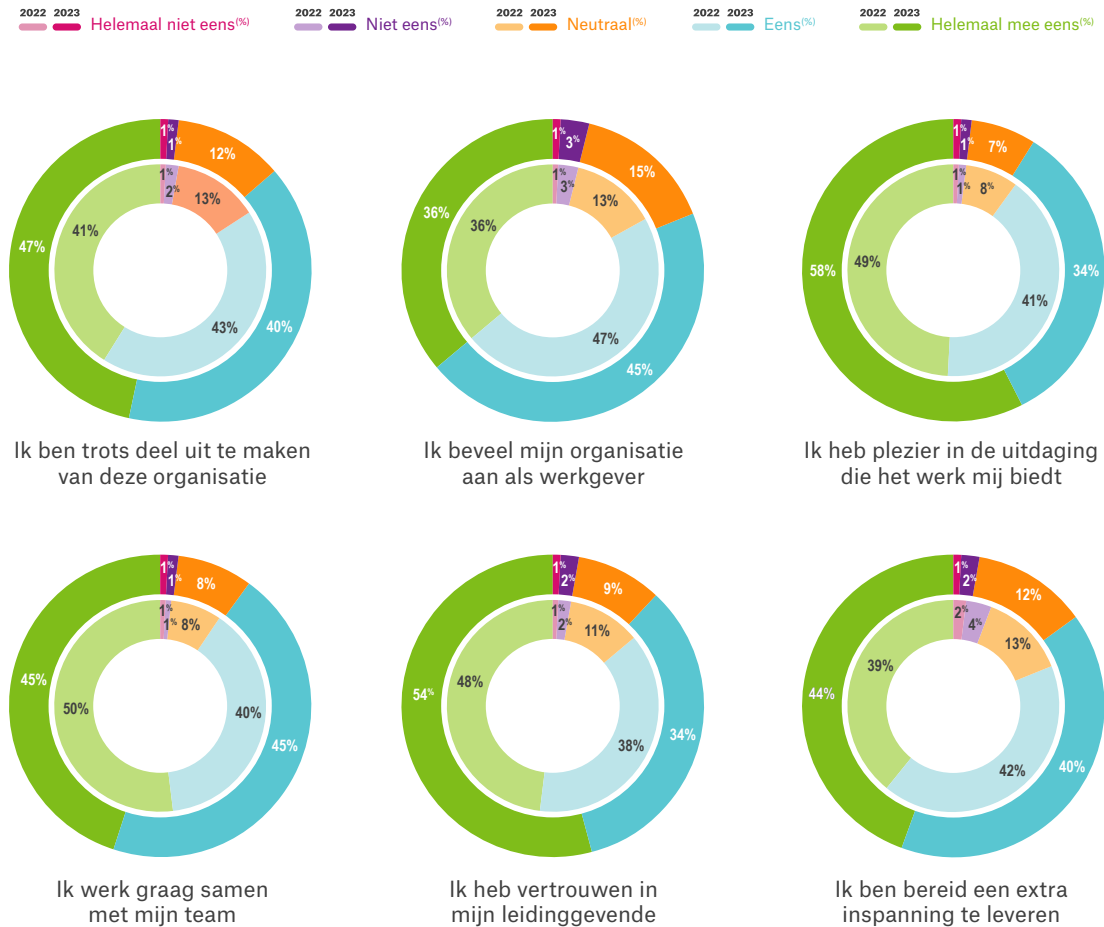 2022 2023 Helemaal niet eens(%)
2022 2023 Niet eens(%)
2022 2023 Neutraal(%)
2022 2023 Eens(%)
2022 2023 Helemaal mee eens(%)
1% 1% 12% 40% 47%
1% 2% 13% 43% 41%
Ik ben trots deel uit te maken
van deze organisatie
1% 3% 15% 45% 36%
1% 3% 13% 47% 36%
Ik beveel mijn organisatie
aan als werkgever
1% 1% 7% 34% 58%
1% 1% 8% 41% 49%
Ik heb plezier in de uitdaging
die het werk mij biedt
1% 1% 8% 45% 45%
1% 1% 8% 40% 50%
Ik werk graag samen
met mijn team
1% 2% 9% 34% 54%
1% 2% 11% 38% 48%
Ik heb vertrouwen in
mijn leidinggevende
1% 2% 12% 40% 44%
2% 4% 13% 42% 39%
Ik ben bereid een extra
inspanning te leveren